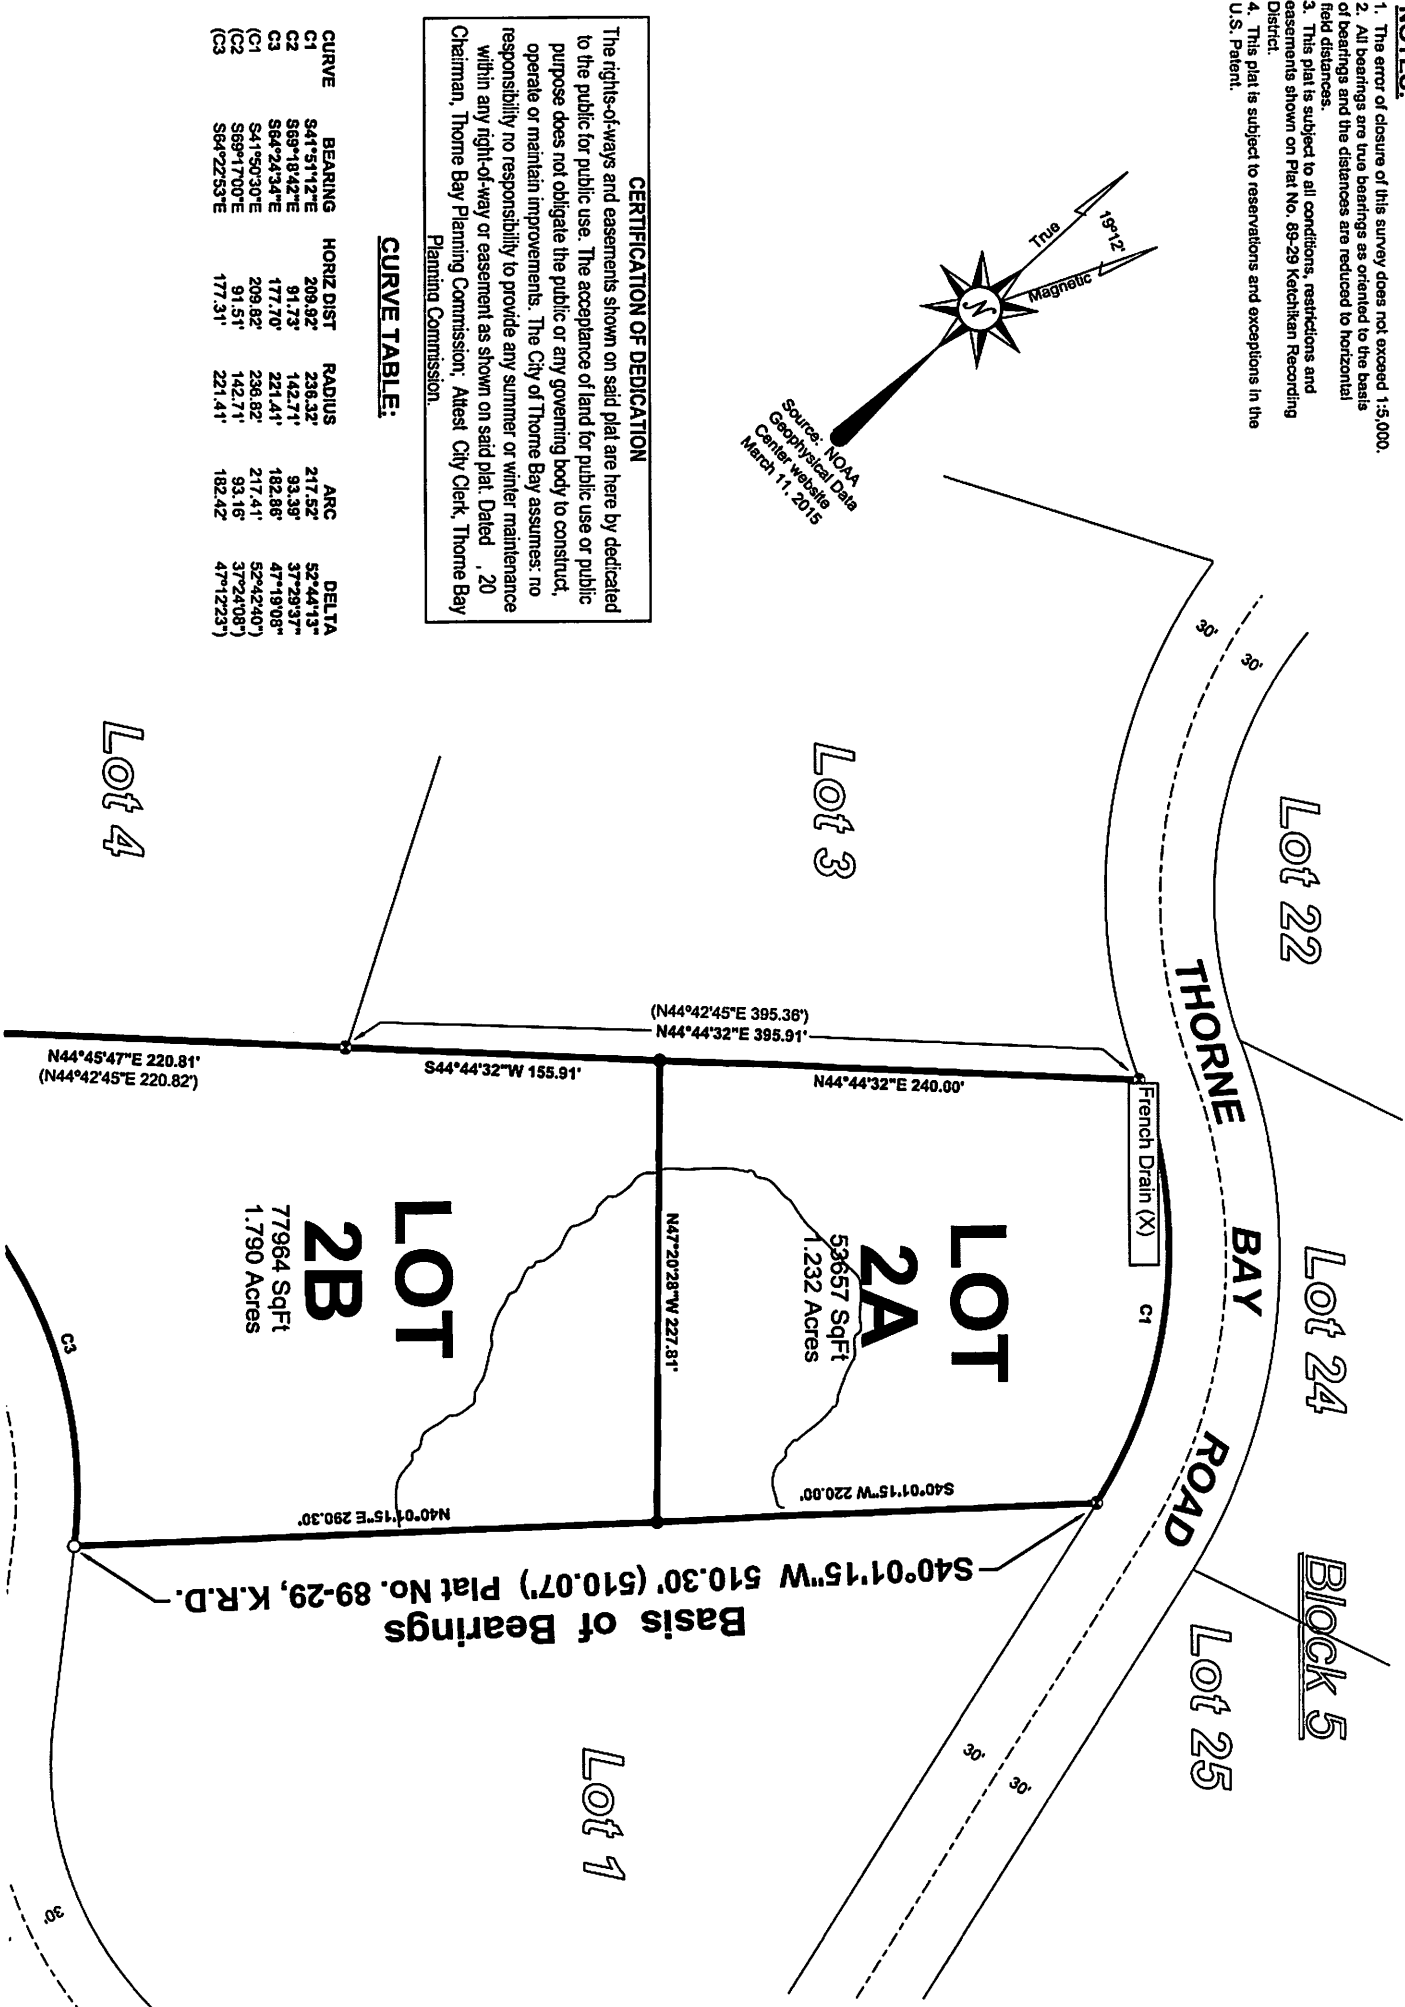 NOTES:
1. The error of closure of this survey does not exceed 1:5,000.
2. All bearings are true bearings as oriented to the basis
of bearings and the distances are reduced to horizontal
field distances.
3. This plat is subject to all conditions, restrictions and
easements shown on Plat No. 89-29 Ketchikan Recording
District.
4. This plat is subject to reservations and exceptions in the
U.S. Patent.
True
19°12'
Magnetic
N
Source: NOAA
Geophysical Data
Center website
March 11, 2015
CERTIFICATION OF DEDICATION
The rights-of-ways and easements shown on said plat are here by dedicated
to the public for public use. The acceptance of land for public use or public
purpose does not obligate the public or any governing body to construct,
operate or maintain improvements. The City of Thorne Bay assumes: no
responsibility no responsibility to provide any summer or winter maintenance
within any right-of-way or easement as shown on said plat. Dated , 20
Chairman, Thorne Bay Planning Commission; Attest City Clerk, Thorne Bay
Planning Commission.
CURVE TABLE:
CURVE BEARING HORIZ DIST RADIUS ARC DELTA
C1 S41°51'12"E 209.92' 236.32' 217.52' 52°44'13"
C2 S69°18'42"E 91.73' 142.71' 93.39' 37°29'37"
C3 S64°24'34"E 177.70' 221.41' 182.86' 47°19'08"
(C1 S41°50'30"E 209.82' 236.82' 217.41' 52°42'40")
(C2 S69°17'00"E 91.51' 142.71' 93.16' 37°24'08")
(C3 S64°22'53"E 177.31' 221.41' 182.42' 47°12'23")
30'
30'
Lot 22
Lot 24
Block 5
Lot 25
THORNE BAY ROAD
30'
30'
Lot 3
Lot 4
French Drain (X)
C1
(N44°42'45"E 395.36')
N44°44'32"E 395.91'
N44°44'32"E 240.00'
S44°44'32"W 155.91'
N44°45'47"E 220.81'
(N44°42'45"E 220.82')
LOT
2A
53657 SqFt
1.232 Acres
N47°20'28"W 227.81'
LOT
2B
77964 SqFt
1.790 Acres
C3
S40°01'15"W 220.00'
N40°01'15"E 290.30'
Basis of Bearings
S40°01'15"W 510.30' (510.07') Plat No. 89-29, K.R.D.
Lot 1
30'